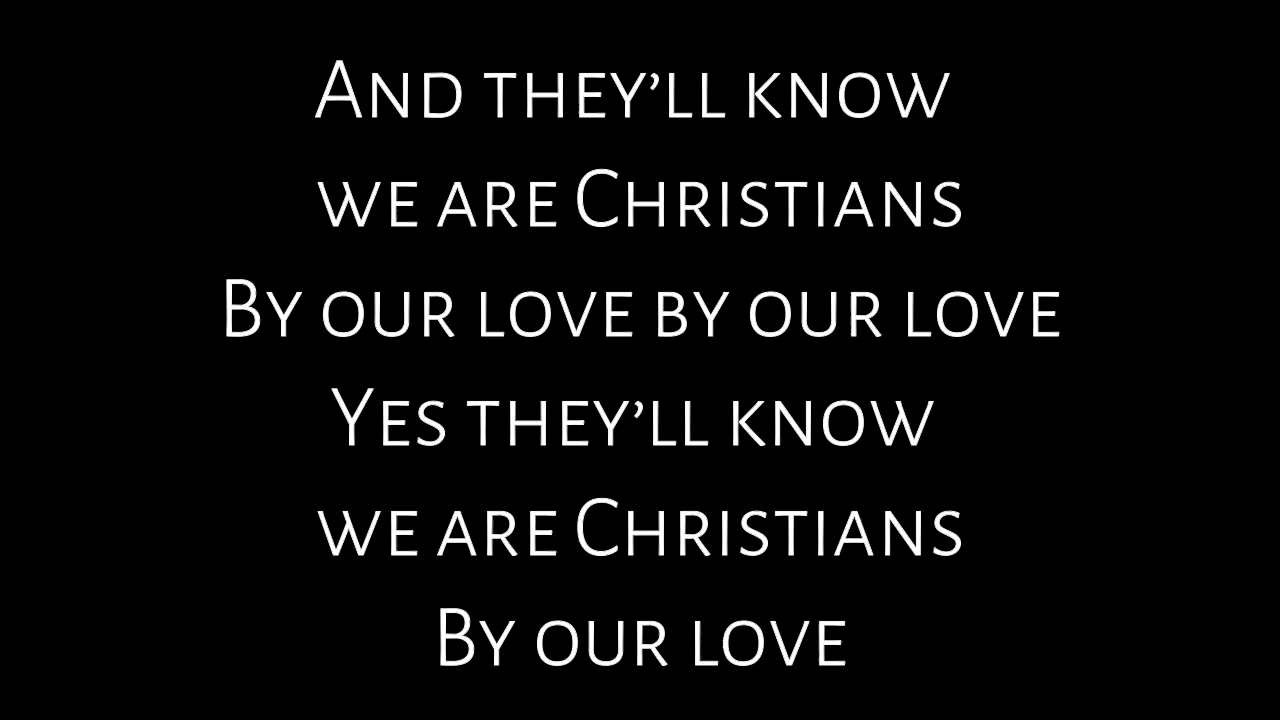 And they’ll know
we are Christians
By our love by our love
Yes they’ll know
we are Christians
By our love